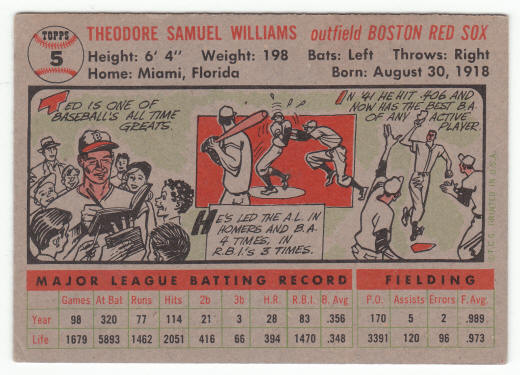 TOPPS
5
THEODORE SAMUEL WILLIAMS outfield BOSTON RED SOX
Height: 6' 4" Weight: 198 Bats: Left Throws: Right
Home: Miami, Florida Born: August 30, 1918
TED IS ONE OF
BASEBALL'S ALL TIME
GREATS.
IN '41 HE HIT .406 AND
NOW HAS THE BEST B.A.
OF ANY ACTIVE
PLAYER.
HE'S LED THE A.L. IN
HOMERS AND B.A.
4 TIMES, IN
R.B.I.'S 3 TIMES.
T.C.G. PRINTED IN U.S.A.
MAJOR LEAGUE BATTING RECORD FIELDING
Games At Bat Runs Hits 2b 3b H.R. R.B.I. B. Avg P.O. Assists Errors F. Avg.
Year 98 320 77 114 21 3 28 83 .356 170 5 2 .989
Life 1679 5893 1462 2051 416 66 394 1470 .348 3391 120 96 .973